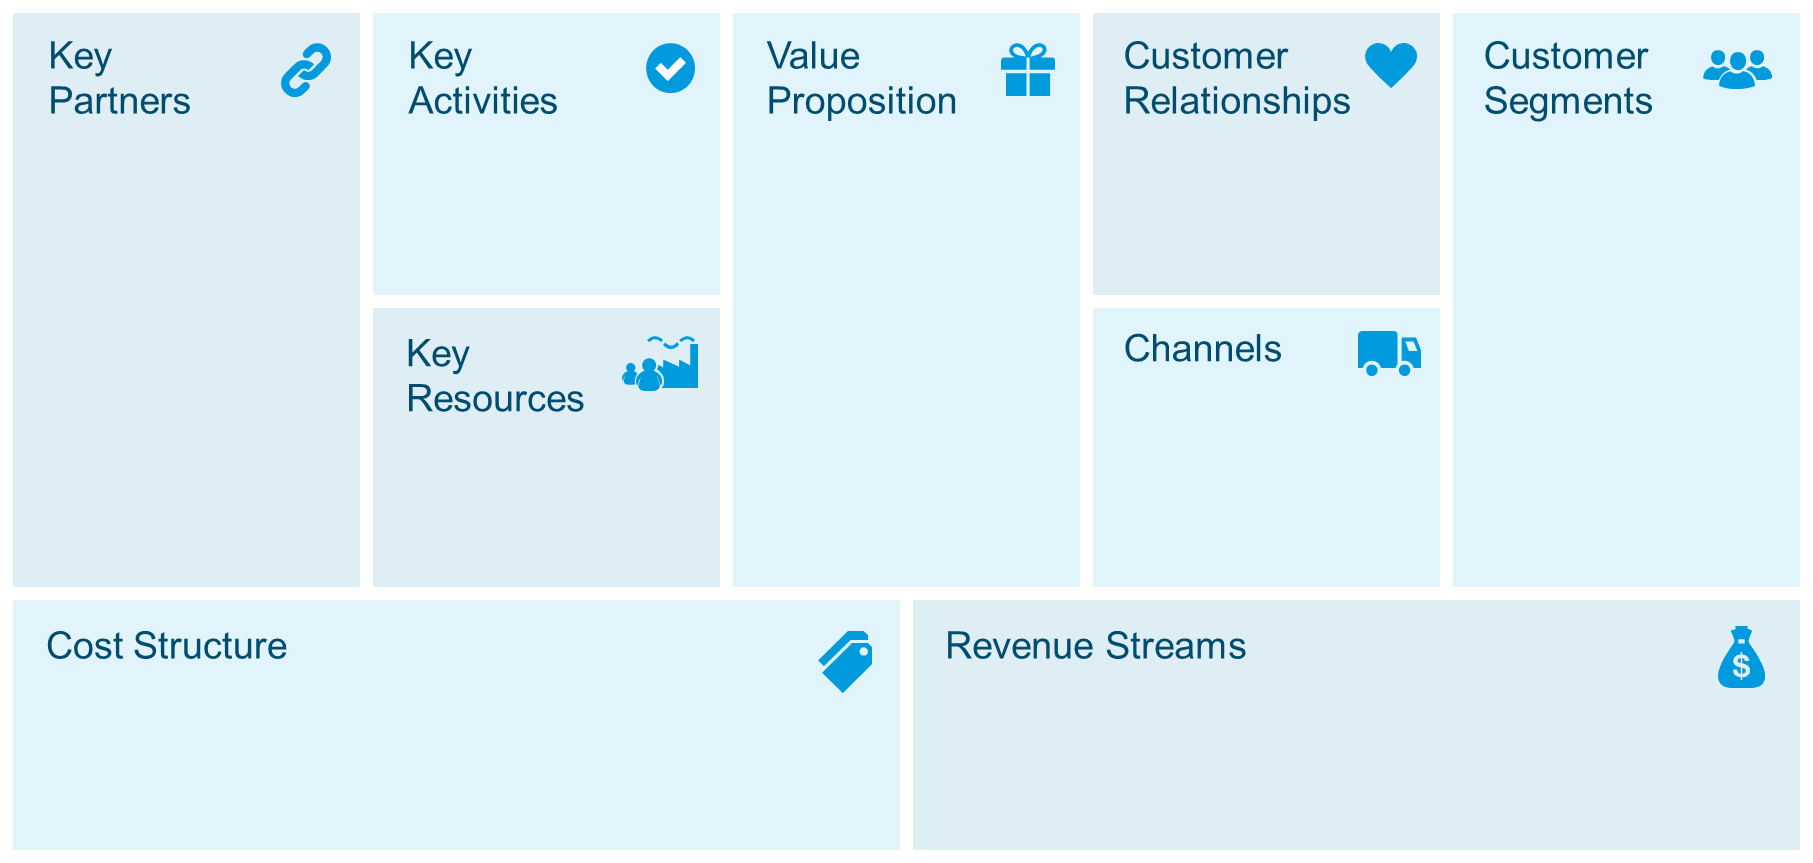 Key
Partners
Key
Activities
Key
Resources
Value
Proposition
Customer
Relationships
Channels
Customer
Segments
Cost Structure
Revenue Streams
$